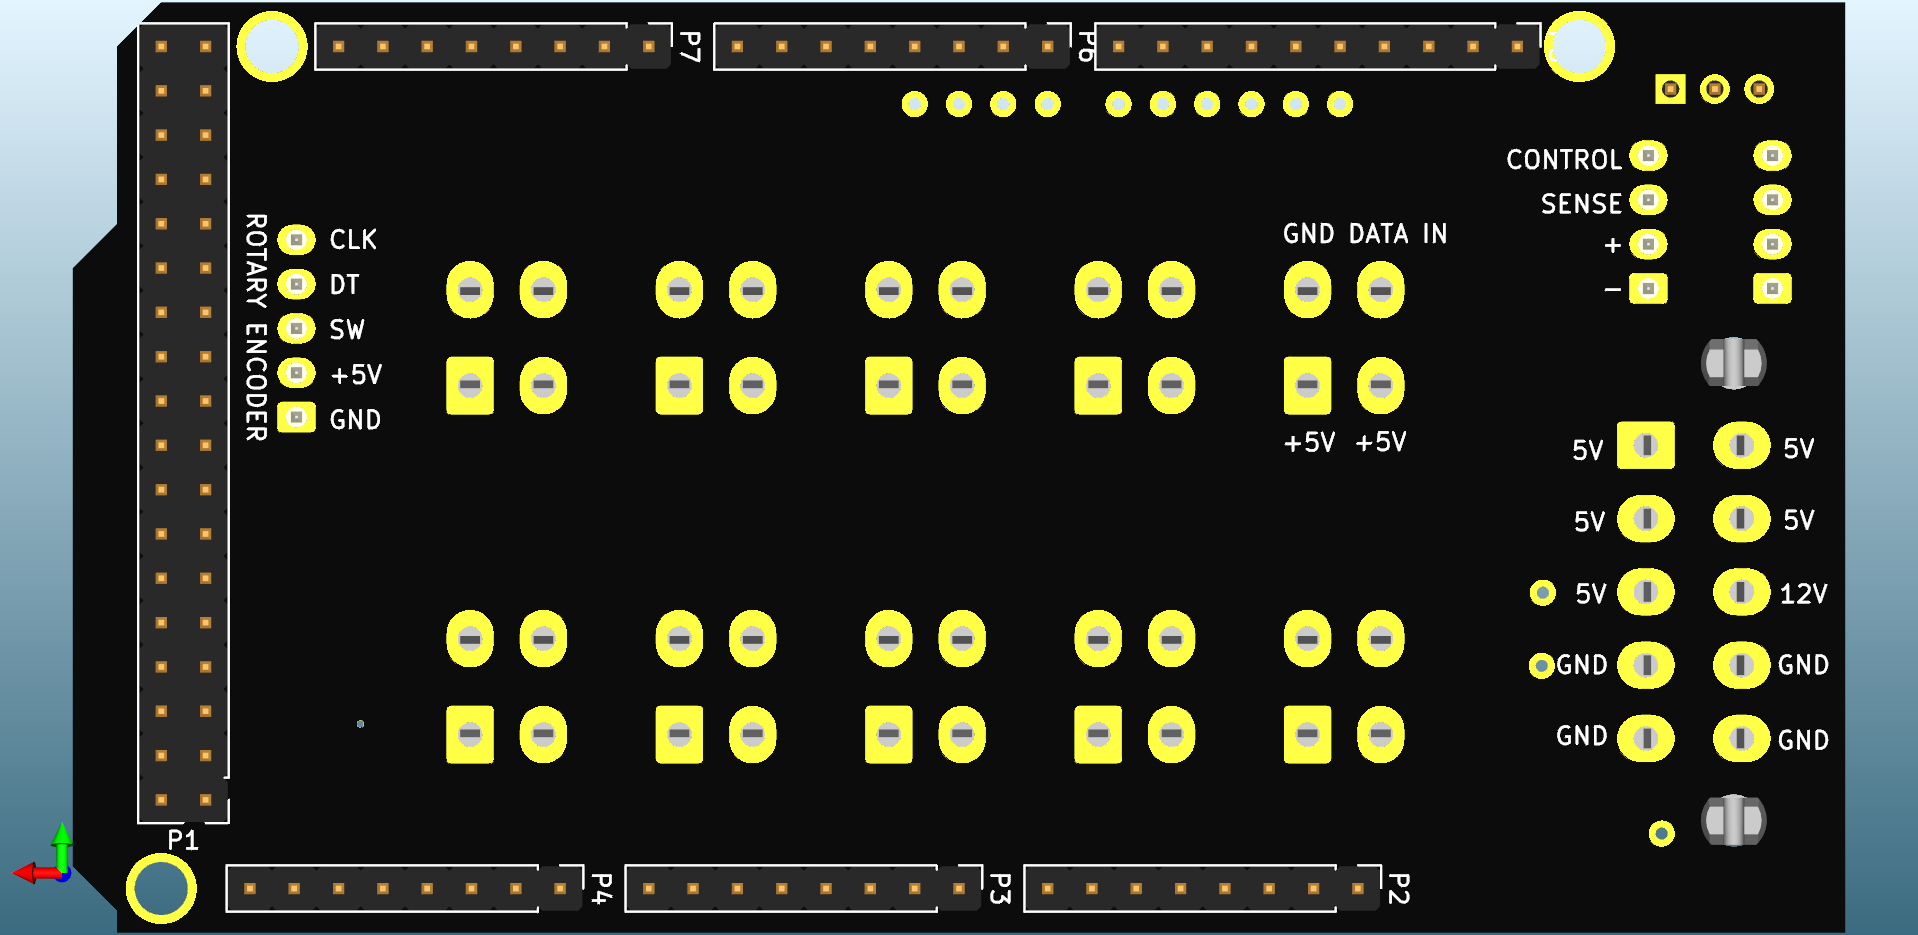 P7
P6
CONTROL
SENSE
+
−
ROTARY ENCODER
CLK
DT
SW
+5V
GND
GND DATA IN
+5V +5V
5V 5V
5V 5V
5V 12V
GND GND
GND GND
P1
P4
P3
P2